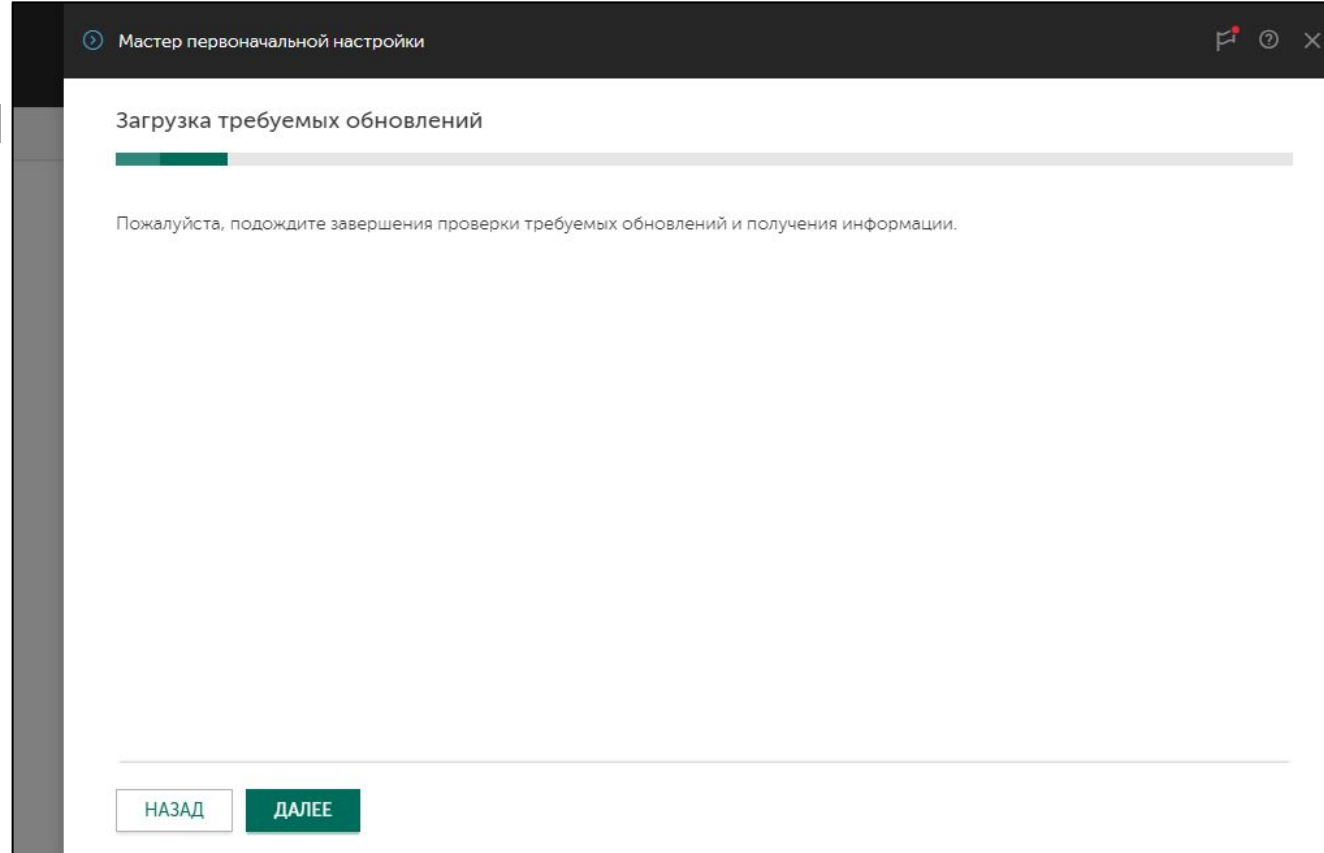 Мастер первоначальной настройки
Загрузка требуемых обновлений
Пожалуйста, подождите завершения проверки требуемых обновлений и получения информации.
НАЗАД ДАЛЕЕ